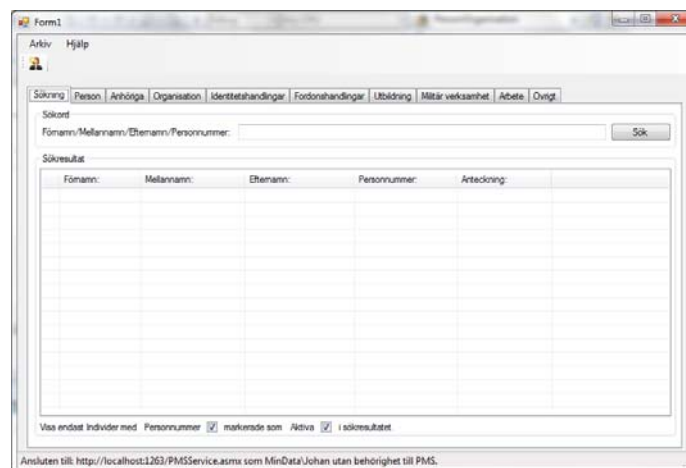 Form1
Arkiv Hjälp
Sökning Person Anhöriga Organisation Identitetshandlingar Fordonshandlingar Utbildning Militär verksamhet Arbete Övrigt
Sökord
Förnamn/Mellannamn/Efternamn/Personnummer: Sök
Sökresultat
Förnamn: Mellannamn: Efternamn: Personnummer: Anteckning:
Visa endast Individer med Personnummer markerade som Aktiva i sökresultatet
Ansluten till: http://localhost:1263/PMSService.asmx som MinData\Johan utan behörighet till PMS.